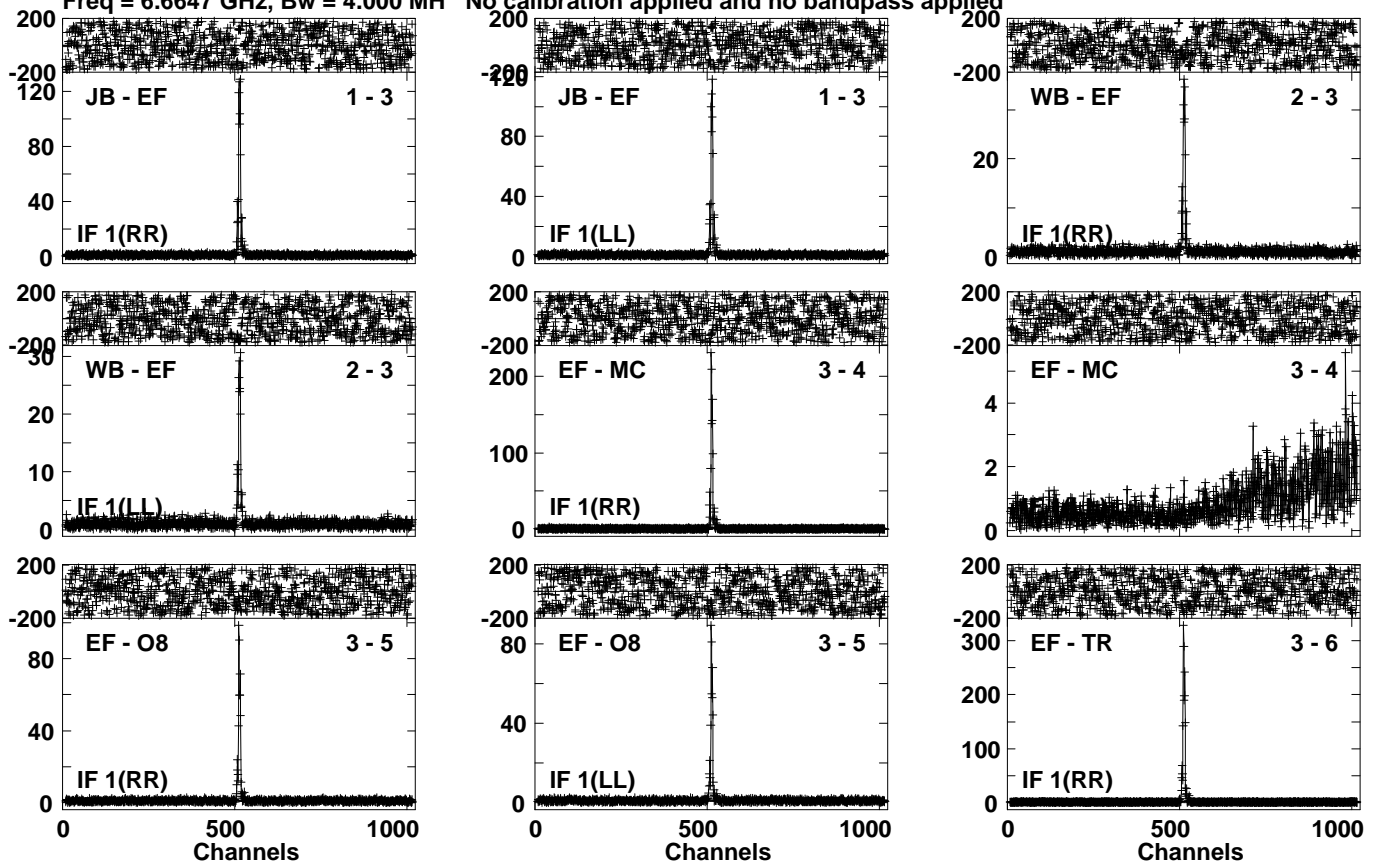 Freq = 6.6647 GHz, Bw = 4.000 MH No calibration applied and no bandpass applied
200 200 200
-200 -200 -200
120 JB - EF 1 - 3 120 JB - EF 1 - 3 WB - EF 2 - 3
80 80 20
40 40
IF 1(RR) IF 1(LL) IF 1(RR)
0 0 0
200 200 200
-200 -200 -200
30 WB - EF 2 - 3 200 EF - MC 3 - 4 EF - MC 3 - 4
20 4
10 100 2
IF 1(LL) IF 1(RR)
0 0 0
200 200 200
-200 -200 -200
EF - O8 3 - 5 80 EF - O8 3 - 5 300 EF - TR 3 - 6
80 200
40 40 100
IF 1(RR) IF 1(LL) IF 1(RR)
0 0 0
0 500 1000 0 500 1000 0 500 1000
Channels Channels Channels